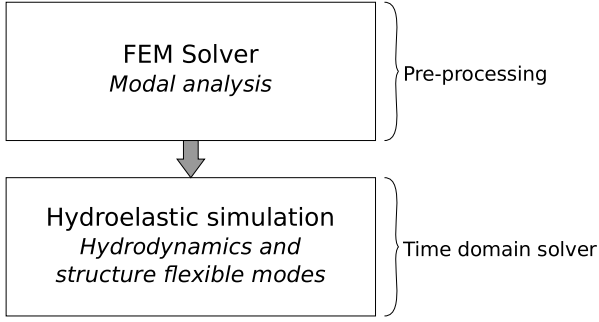 FEM Solver
Modal analysis
Pre-processing
Hydroelastic simulation
Hydrodynamics and
structure flexible modes
Time domain solver